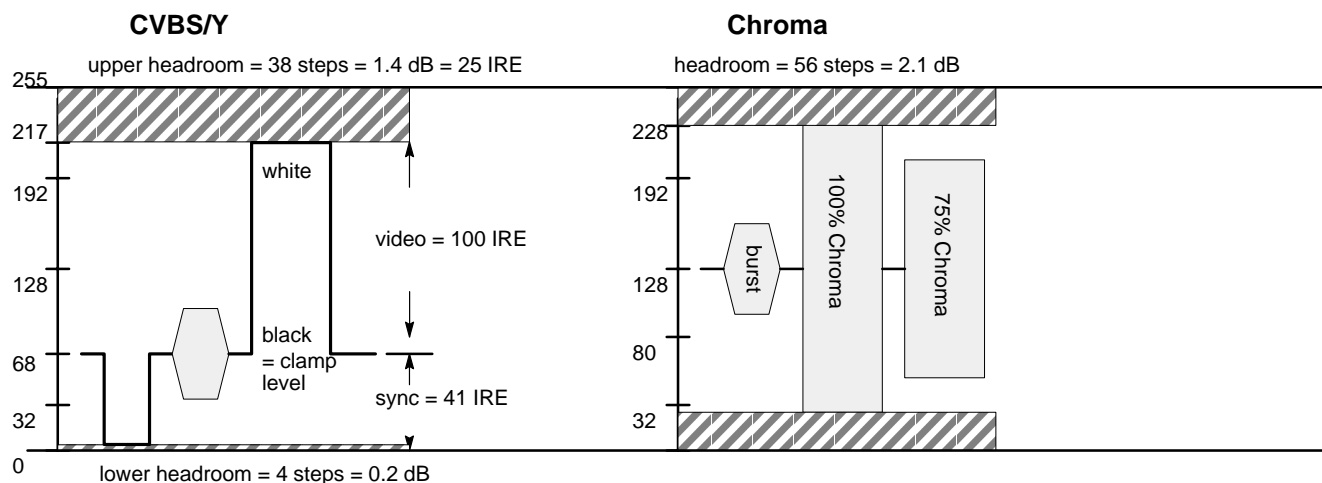 CVBS/Y
upper headroom = 38 steps = 1.4 dB = 25 IRE
255
217
192
128
68
32
0
white
video = 100 IRE
black
= clamp
level
sync = 41 IRE
lower headroom = 4 steps = 0.2 dB
Chroma
headroom = 56 steps = 2.1 dB
228
192
128
80
32
burst
100% Chroma
75% Chroma